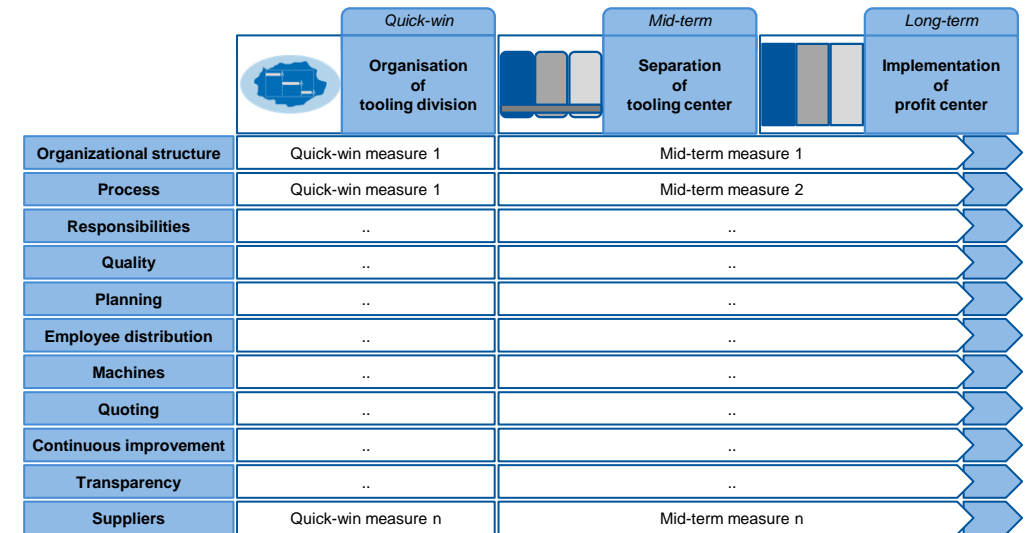 Quick-win
Mid-term
Long-term
Organisation
of
tooling division
Separation
of
tooling center
Implementation
of
profit center
Organizational structure
Quick-win measure 1
Mid-term measure 1
Process
Quick-win measure 1
Mid-term measure 2
Responsibilities
..
..
Quality
..
..
Planning
..
..
Employee distribution
..
..
Machines
..
..
Quoting
..
..
Continuous improvement
..
..
Transparency
..
..
Suppliers
Quick-win measure n
Mid-term measure n